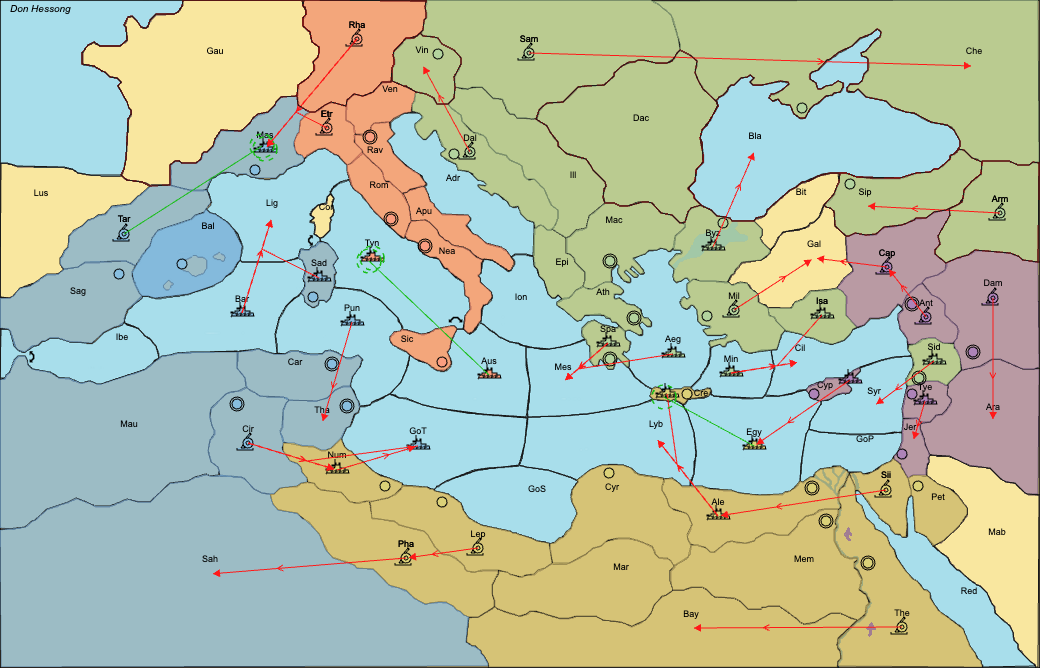 Don Hessong
Rha
Sam
Vin
Gau
Che
Ven
Etr
Mas
Dac
Bla
Dal
Rav
Adr
Ill
Rom
Lus
Cor
Bit
Sip
Arm
Lig
Apu
Mac
Tar
Bal
Byz
Gal
Tyn
Nea
Cap
Sad
Epi
Sag
Ath
Dam
Bar
Ion
Mil
Isa
Ant
Pun
Spa
Ibe
Sic
Aeg
Cil
Sid
Car
Aus
Mes
Min
Cyp
Tye
Syr
Cre
Tha
Ara
Mau
Lyb
Jer
Cir
GoT
Egy
GoP
Num
GoS
Cyr
Sii
Pet
Ale
Mab
Lep
Pha
Sah
Mar
Mem
Red
Bay
The